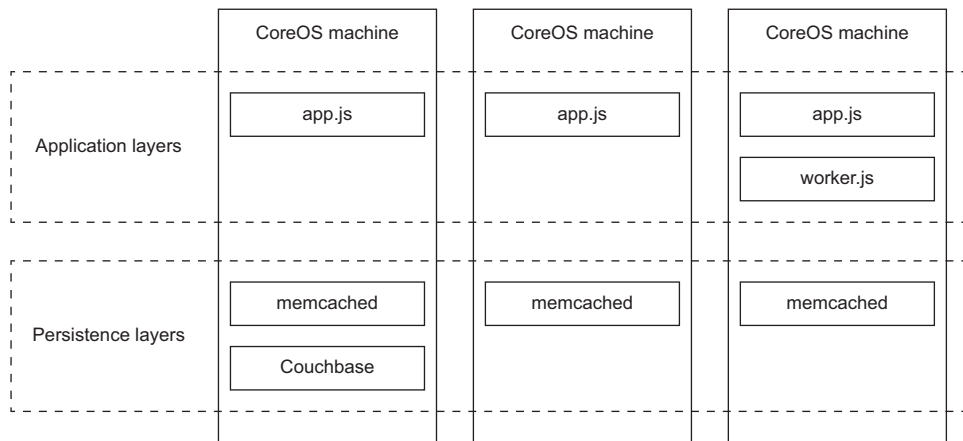 CoreOS machine
CoreOS machine
CoreOS machine
Application layers
app.js
app.js
app.js
worker.js
Persistence layers
memcached
memcached
memcached
Couchbase